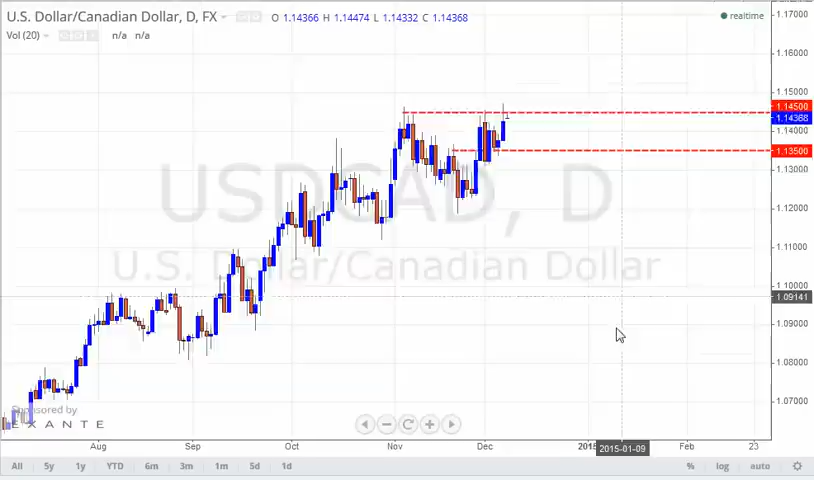 U.S. Dollar/Canadian Dollar, D, FX O 1.14366 H 1.14474 L 1.14332 C 1.14368
realtime
Vol (20) n/a n/a
1.17000
1.16000
1.15000
1.14500
1.14368
1.14000
1.13500
1.13000
1.12000
1.11000
1.10000
1.09141
1.09000
1.08000
1.07000
USDCAD, D
U.S. Dollar/Canadian Dollar
Sponsored by
EXANTE
Aug Sep Oct Nov Dec 2015 Feb 23
2015-01-09
All 5y 1y YTD 6m 3m 1m 5d 1d % log auto